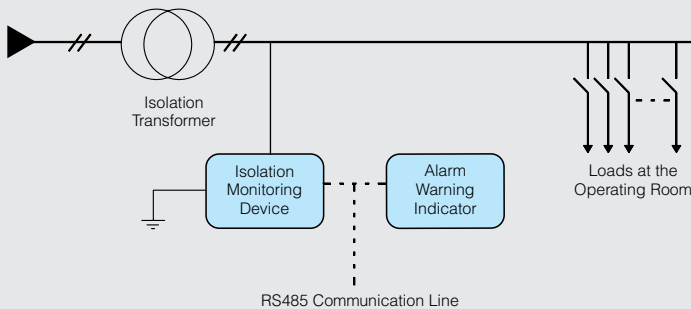 Isolation
Transformer
Isolation
Monitoring
Device
Alarm
Warning
Indicator
Loads at the
Operating Room
RS485 Communication Line